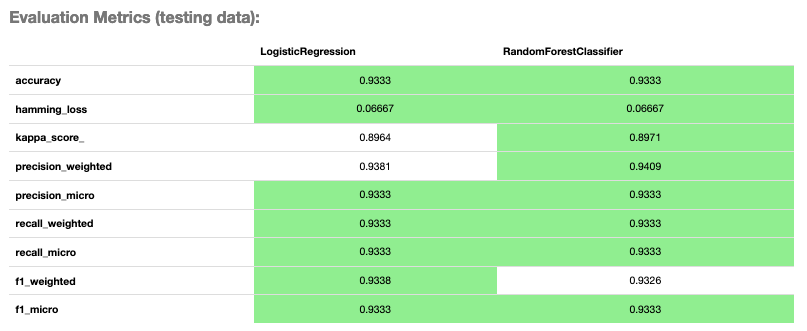 Evaluation Metrics (testing data):
LogisticRegression RandomForestClassifier
accuracy 0.9333 0.9333
hamming_loss 0.06667 0.06667
kappa_score_ 0.8964 0.8971
precision_weighted 0.9381 0.9409
precision_micro 0.9333 0.9333
recall_weighted 0.9333 0.9333
recall_micro 0.9333 0.9333
f1_weighted 0.9338 0.9326
f1_micro 0.9333 0.9333